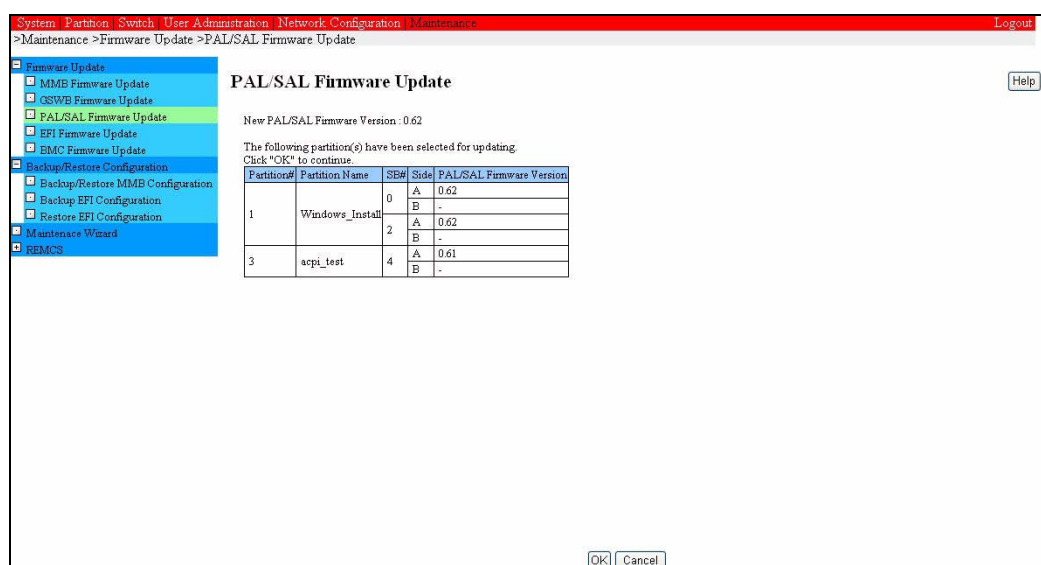 System | Partition | Switch | User Administration | Network Configuration | Maintenance Logout
>Maintenance >Firmware Update >PAL/SAL Firmware Update
Firmware Update
MMB Firmware Update
GSWB Firmware Update
PAL/SAL Firmware Update
EFI Firmware Update
BMC Firmware Update
Backup/Restore Configuration
Backup/Restore MMB Configuration
Backup EFI Configuration
Restore EFI Configuration
Maintenace Wizard
REMCS
PAL/SAL Firmware Update
Help
New PAL/SAL Firmware Version : 0.62
The following partition(s) have been selected for updating.
Click "OK" to continue.
Partition# Partition Name SB# Side PAL/SAL Firmware Version
1 Windows_Install 0 A 0.62
B -
2 A 0.62
B -
3 acpi_test 4 A 0.61
B -
OK Cancel